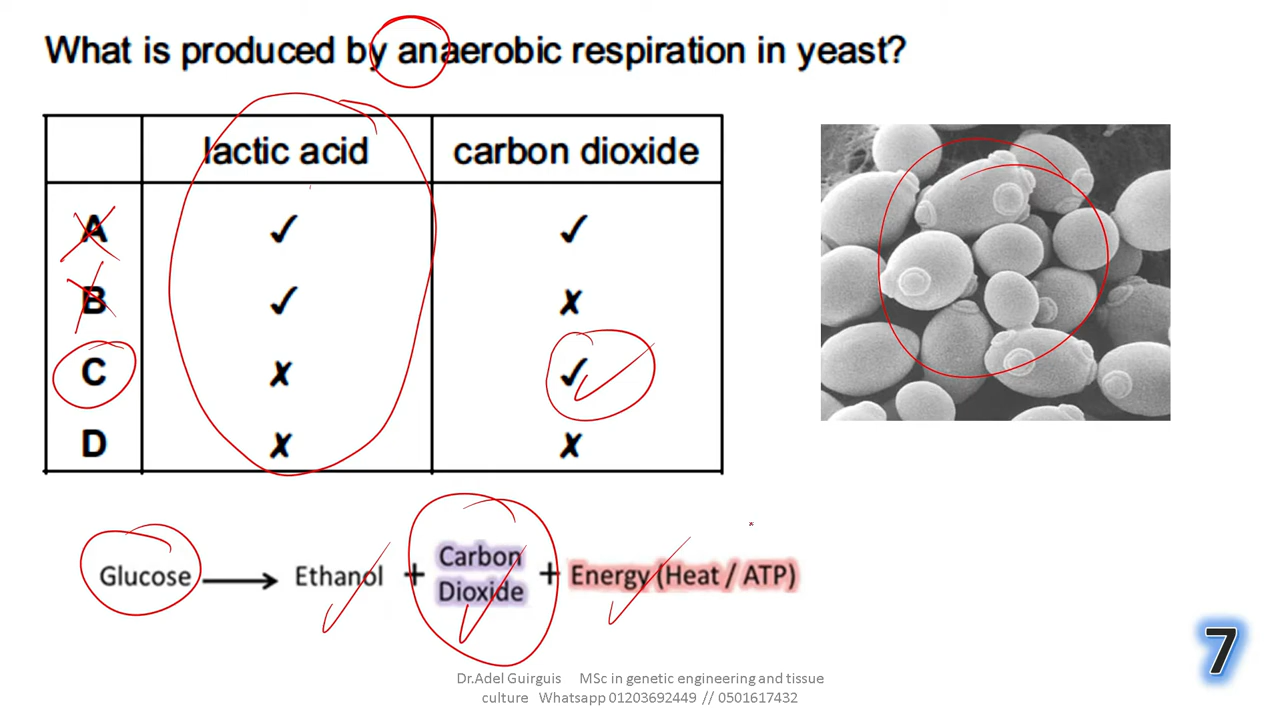 What is produced by anaerobic respiration in yeast?
lactic acid carbon dioxide
A ✓ ✓
B ✓ ✗
C ✗ ✓
D ✗ ✗
Glucose → Ethanol + Carbon Dioxide + Energy (Heat / ATP)
7
Dr.Adel Guirguis MSc in genetic engineering and tissue
culture Whatsapp 01203692449 // 0501617432